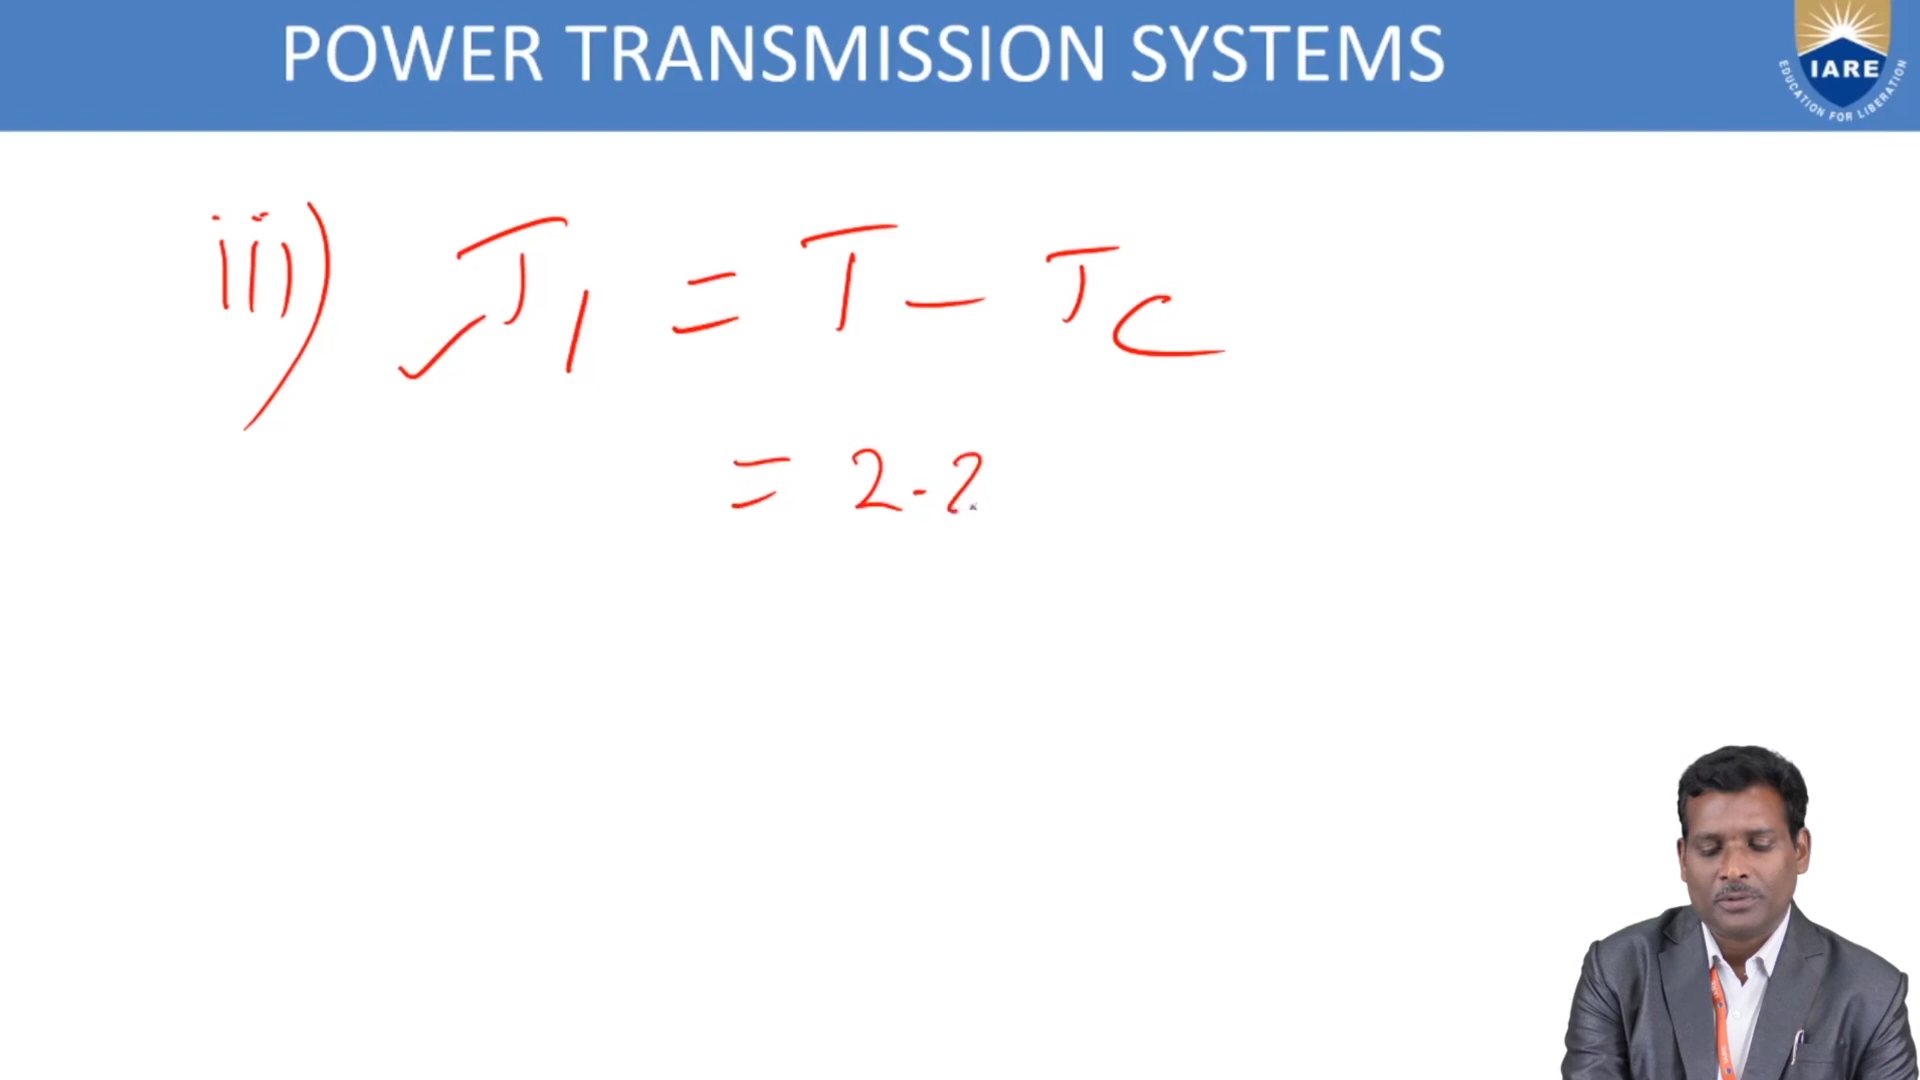 POWER TRANSMISSION SYSTEMS
IARE
EDUCATION FOR LIBERATION
iii) T1 = T - Tc
= 2.2